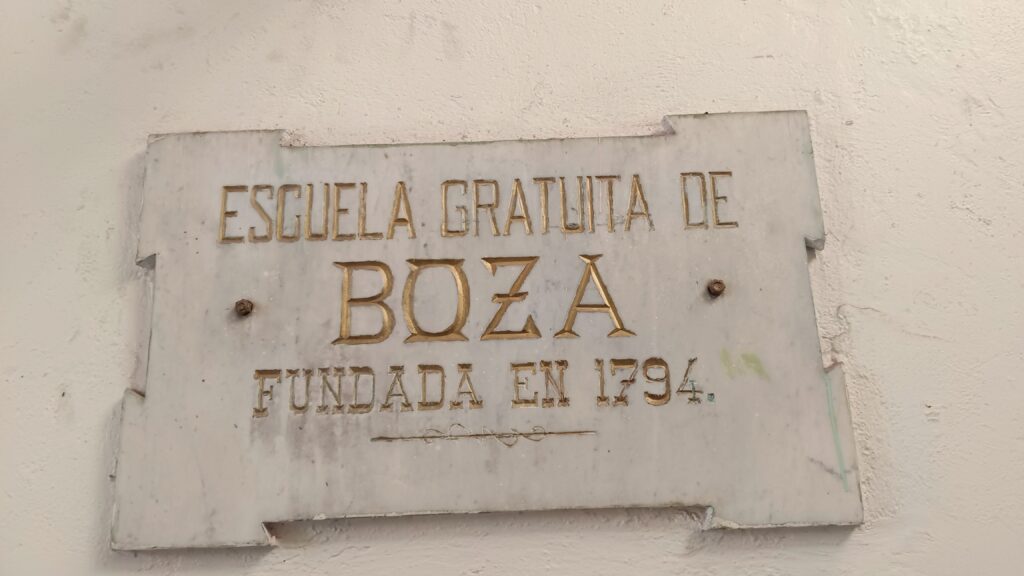 ESCUELA GRATUITA DE
BOZA
FUNDADA EN 1794.